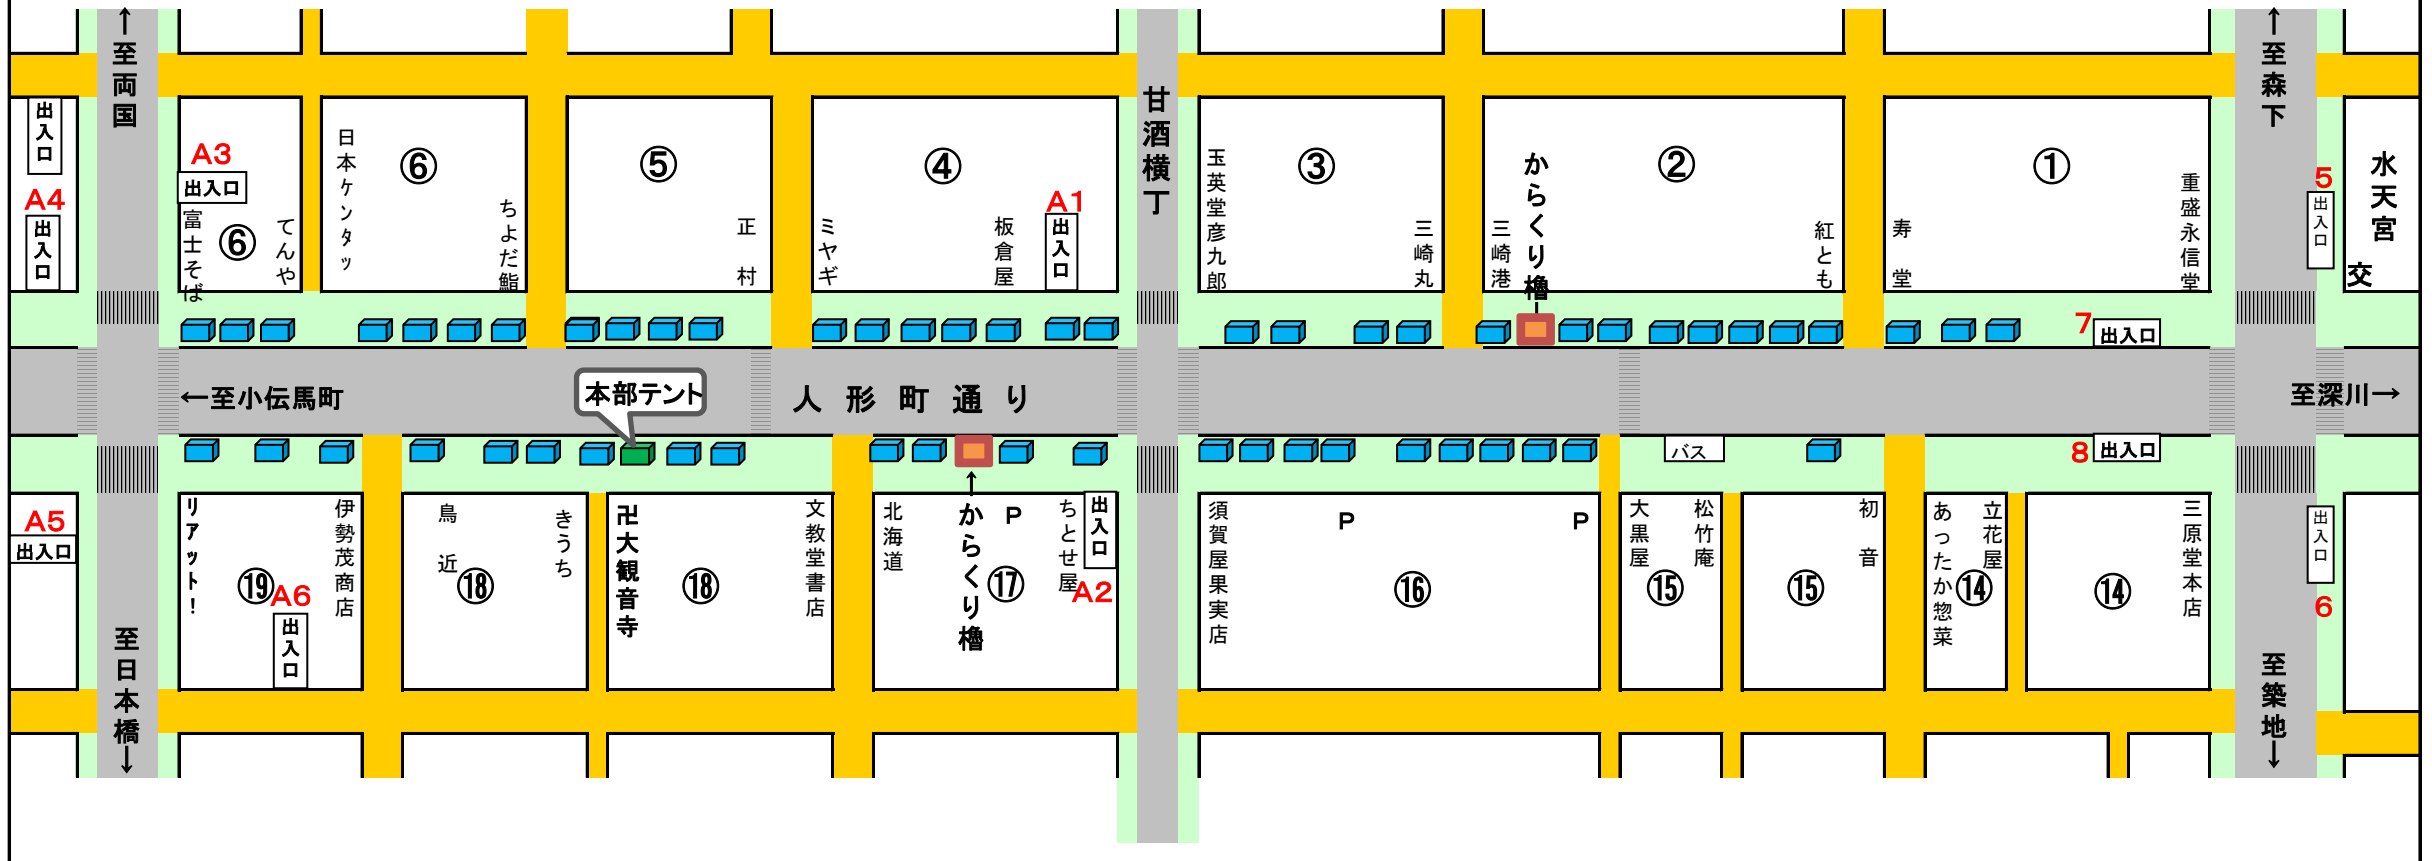 ↑至両国
甘酒横丁
↑至森下
出入口
A4
出入口
A3
出入口
富士そば
⑥
てんや
日本ケンタッ
⑥
ちよだ鮨
⑤
正村
ミヤギ
④
板倉屋
A1
出入口
玉英堂彦九郎
③
三崎丸
三崎港
からくり櫓
②
紅とも
寿堂
①
重盛永信堂
5
出入口
水天宮
交
7
出入口
←至小伝馬町
本部テント
人形町通り
至深川→
バス
8
出入口
A5
出入口
リアット!
⑲
A6
出入口
伊勢茂商店
鳥近
⑱
きうち
卍大観音寺
⑱
文教堂書店
北海道
↑からくり櫓
P
⑰
ちとせ屋
出入口
A2
須賀屋果実店
P
⑯
P
大黒屋
⑮
松竹庵
⑮
初音
あったか惣菜
立花屋
⑭
⑭
三原堂本店
出入口
6
至日本橋↓
至築地↓